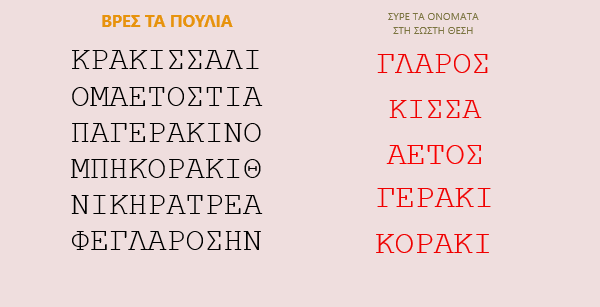 ΒΡΕΣ ΤΑ ΠΟΥΛΙΑ
ΚΡΑΚΙΣΣΑΛΙ
ΟΜΑΕΤΟΣΤΙΑ
ΠΑΓΕΡΑΚΙΝΟ
ΜΠΗΚΟΡΑΚΙΘ
ΝΙΚΗΡΑΤΡΕΑ
ΦΕΓΛΑΡΟΣΗΝ
ΣΥΡΕ ΤΑ ΟΝΟΜΑΤΑ
ΣΤΗ ΣΩΣΤΗ ΘΕΣΗ
ΓΛΑΡΟΣ
ΚΙΣΣΑ
ΑΕΤΟΣ
ΓΕΡΑΚΙ
ΚΟΡΑΚΙ